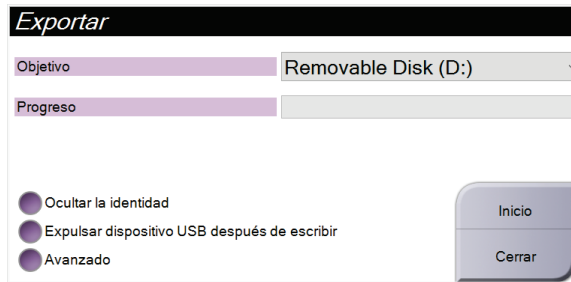 Exportar
Objetivo
Removable Disk (D:)
Progreso
Ocultar la identidad
Expulsar dispositivo USB después de escribir
Avanzado
Inicio
Cerrar